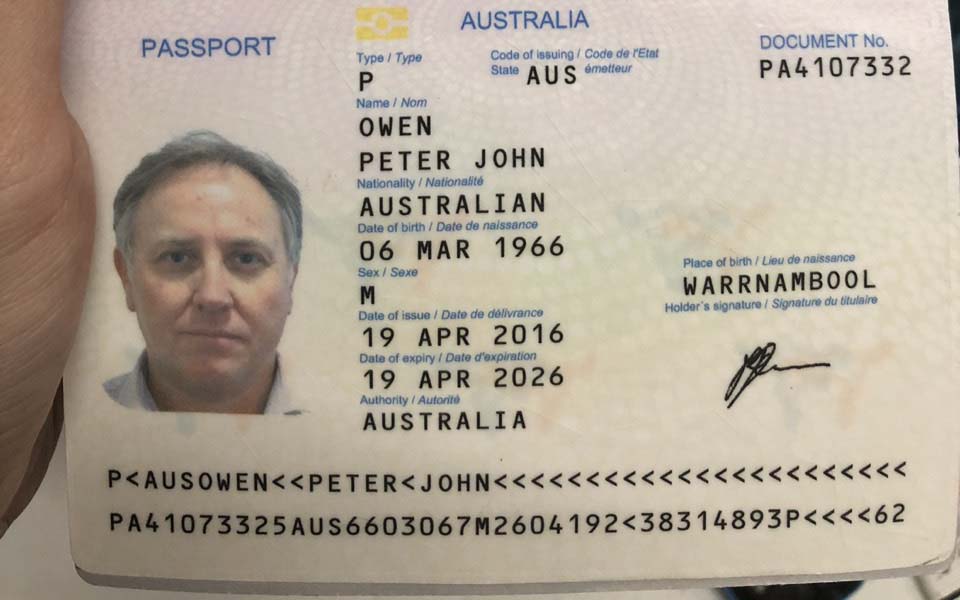 PASSPORT
AUSTRALIA
Type / Type
P
Code of issuing / Code de l'Etat
State AUS émetteur
DOCUMENT No.
PA4107332
Name / Nom
OWEN
PETER JOHN
Nationality / Nationalité
AUSTRALIAN
Date of birth / Date de naissance
06 MAR 1966
Sex / Sexe
M
Place of birth / Lieu de naissance
WARRNAMBOOL
Holder's signature / Signature du titulaire
Date of issue / Date de délivrance
19 APR 2016
Date of expiry / Date d'expiration
19 APR 2026
Authority / Autorité
AUSTRALIA
P<AUSOWEN<<PETER<JOHN<<<<<<<<<<<<<<<<<<<<<<<
PA41073325AUS6603067M2604192<38314893P<<<<62